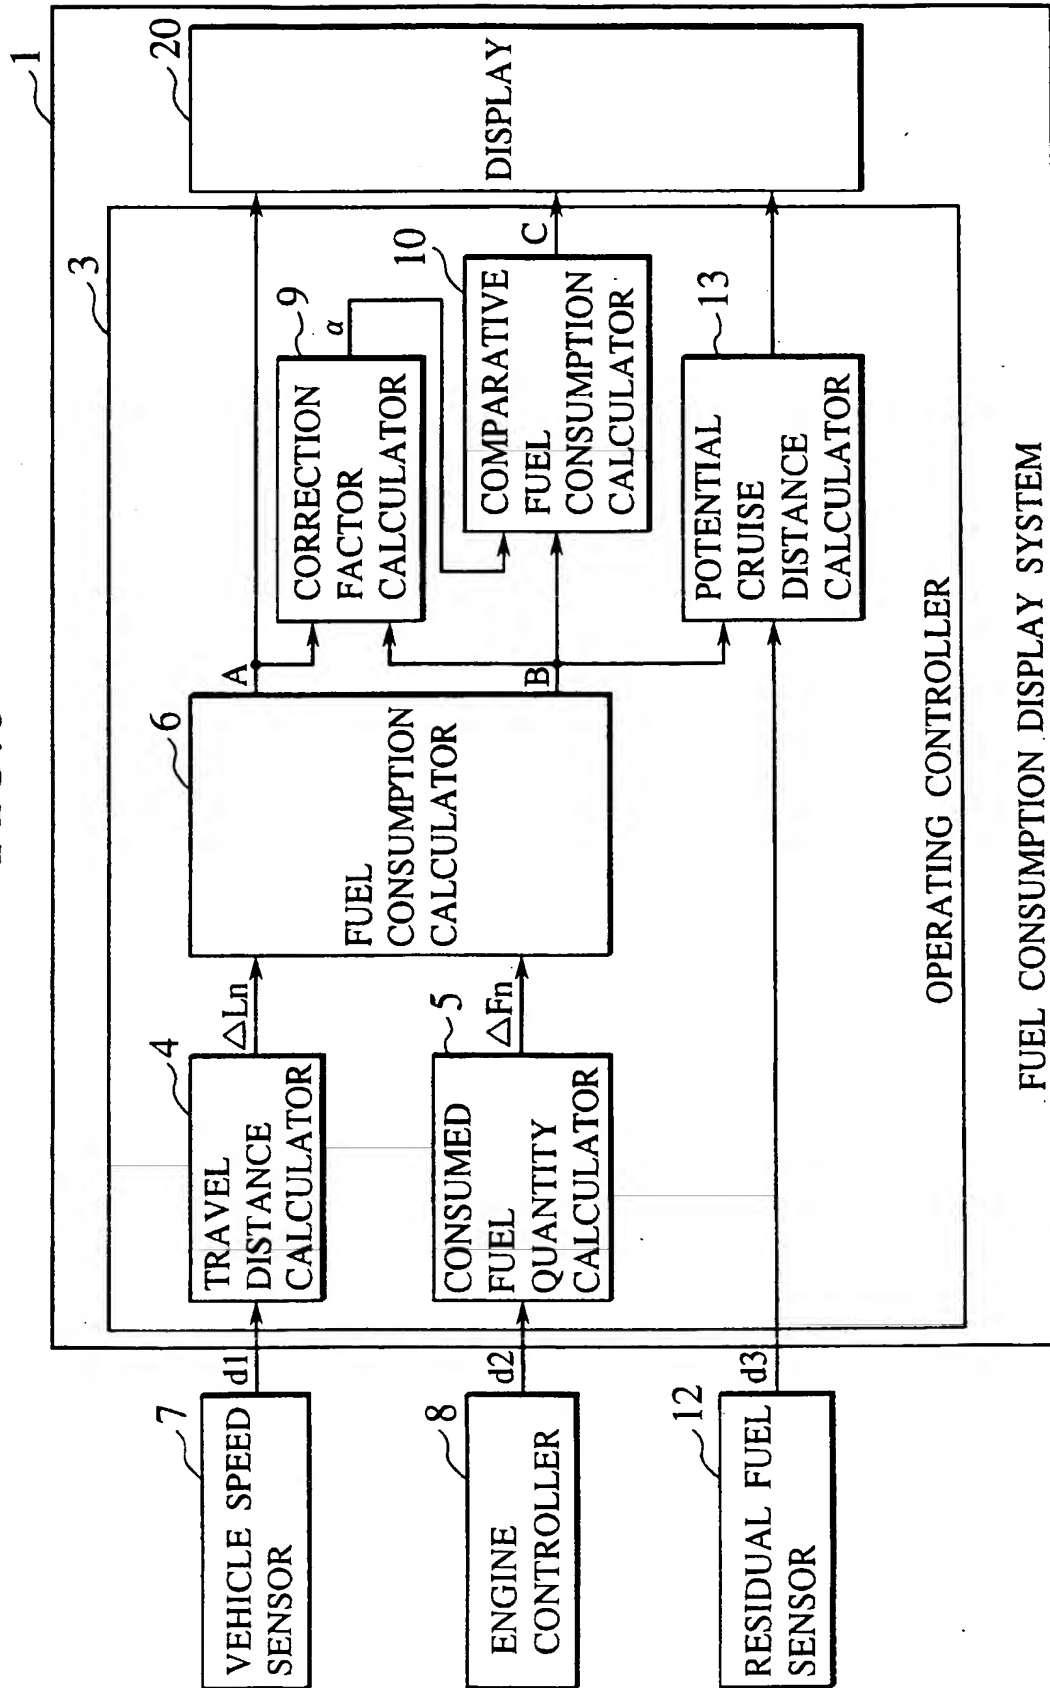 1
3
20
7
VEHICLE SPEED
SENSOR
d1
4
TRAVEL
DISTANCE
CALCULATOR
△Ln
6
FUEL
CONSUMPTION
CALCULATOR
A
B
9
CORRECTION
FACTOR
CALCULATOR
α
10
COMPARATIVE
FUEL
CONSUMPTION
CALCULATOR
C
DISPLAY
8
ENGINE
CONTROLLER
d2
5
CONSUMED
FUEL
QUANTITY
CALCULATOR
△Fn
12
RESIDUAL FUEL
SENSOR
d3
13
POTENTIAL
CRUISE
DISTANCE
CALCULATOR
OPERATING CONTROLLER
FUEL CONSUMPTION DISPLAY SYSTEM